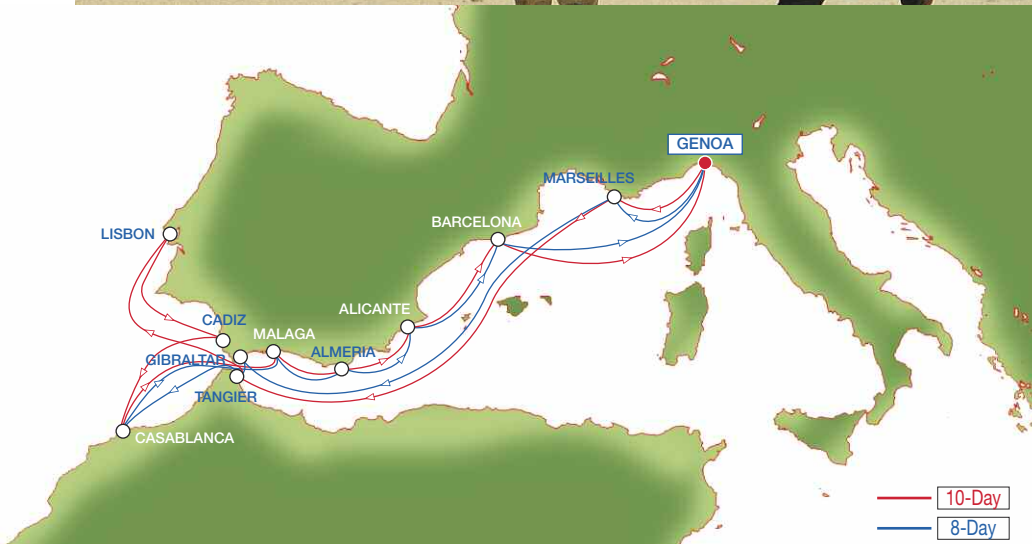 GENOA
MARSEILLES
BARCELONA
LISBON
ALICANTE
CADIZ
MALAGA
ALMERIA
GIBRALTAR
TANGIER
CASABLANCA
10-Day
8-Day